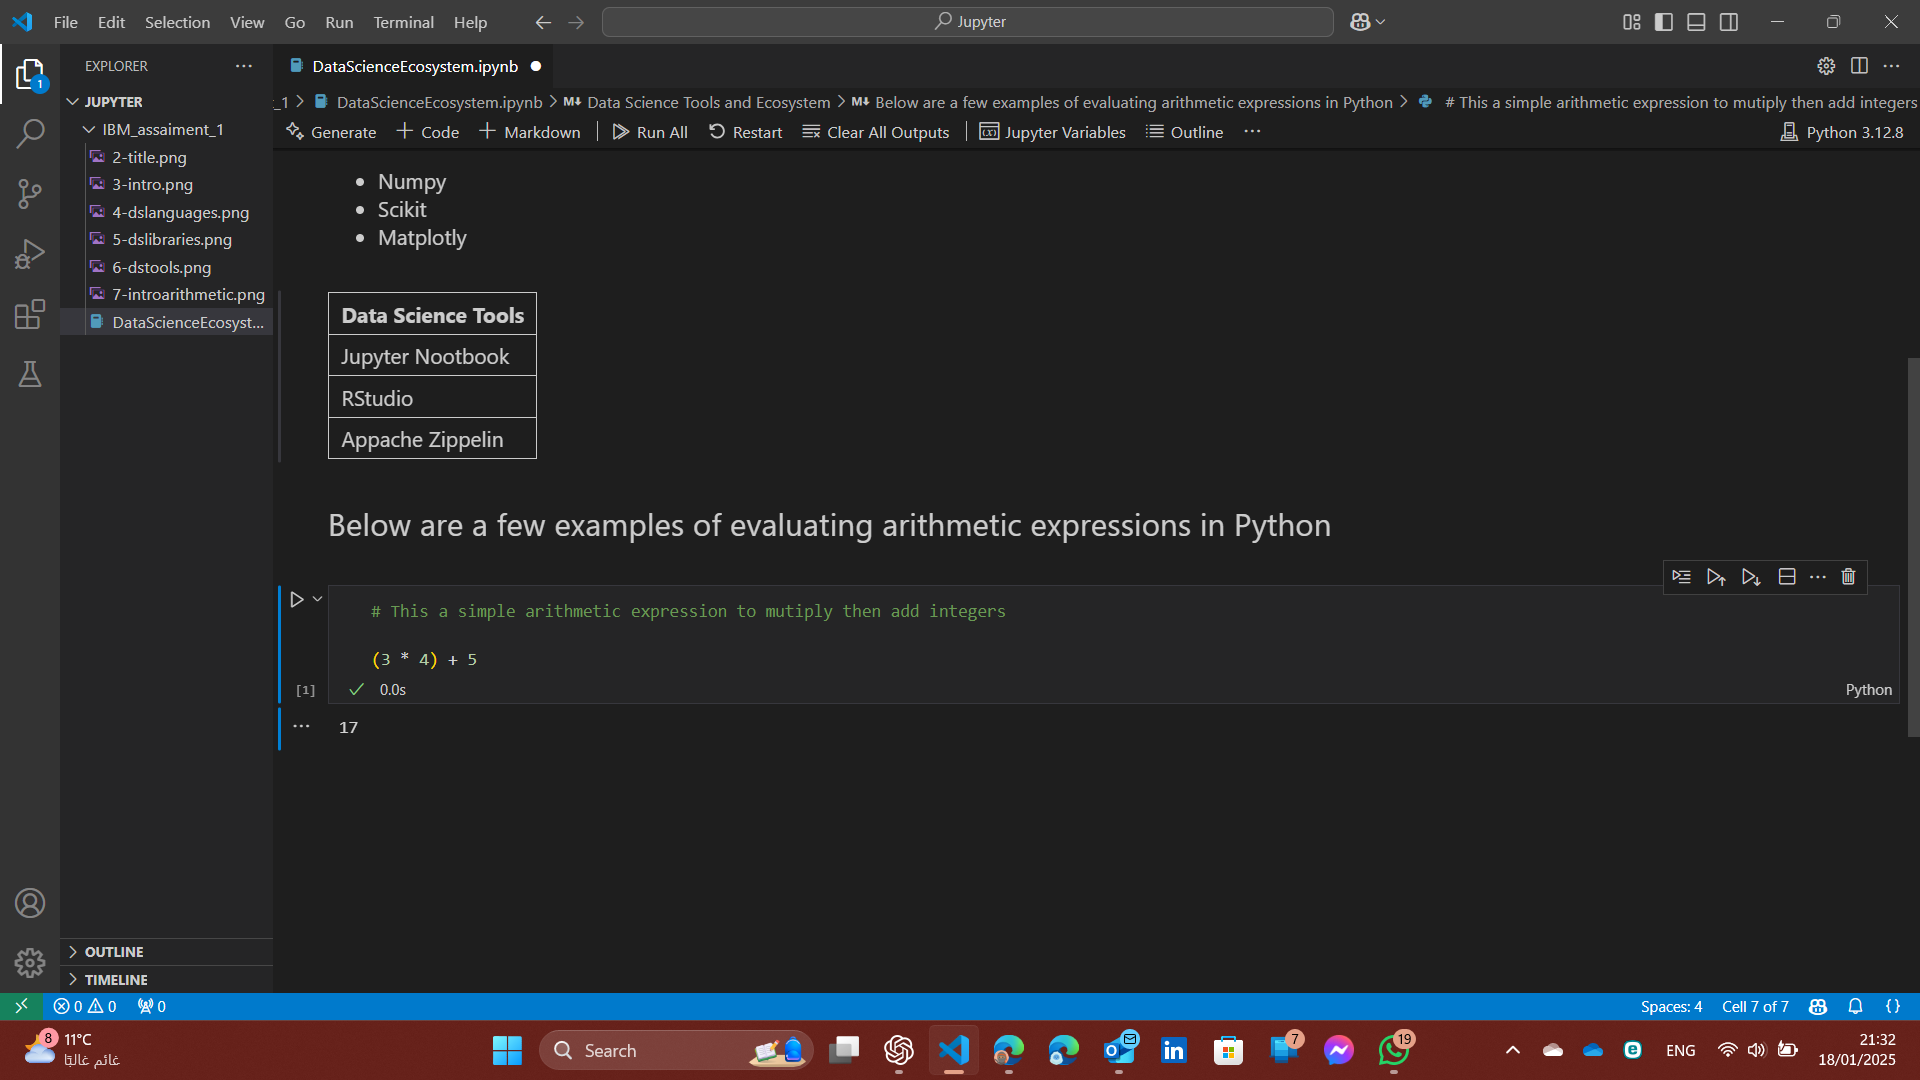 File Edit Selection View Go Run Terminal Help
Jupyter
EXPLORER
DataScienceEcosystem.ipynb
JUPYTER
_1 > DataScienceEcosystem.ipynb > M↓ Data Science Tools and Ecosystem > M↓ Below are a few examples of evaluating arithmetic expressions in Python > # This a simple arithmetic expression to mutiply then add integers
IBM_assaiment_1
Generate Code Markdown Run All Restart Clear All Outputs Jupyter Variables Outline ··· Python 3.12.8
1
2-title.png
3-intro.png
4-dslanguages.png
5-dslibraries.png
6-dstools.png
7-introarithmetic.png
DataScienceEcosyst...
• Numpy
• Scikit
• Matplotly
Data Science Tools
Jupyter Nootbook
RStudio
Appache Zippelin
Below are a few examples of evaluating arithmetic expressions in Python
# This a simple arithmetic expression to mutiply then add integers
(3 * 4) + 5
[1] 0.0s Python
17
OUTLINE
TIMELINE
0 0 0 Spaces: 4 Cell 7 of 7
8 11°C
غائم غالبًا
Search
7
19
ENG
21:32
18/01/2025